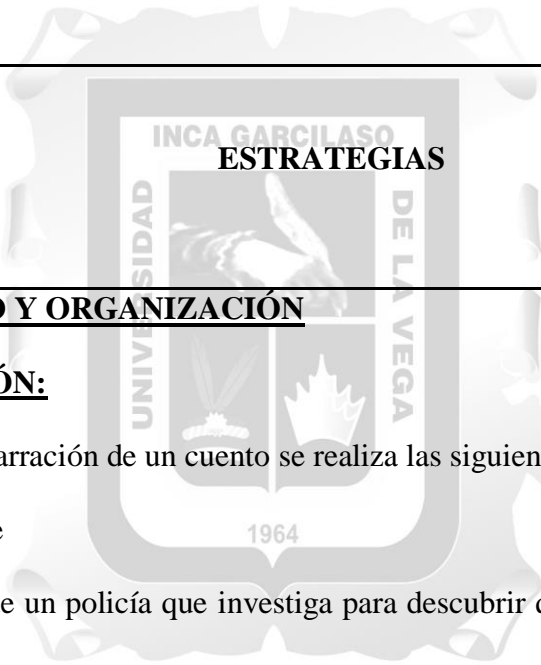 INCA GARCILASO
ESTRATEGIAS
UNIVERSIDAD
DE LA VEGA
Y ORGANIZACIÓN
ÓN:
arración de un cuento se realiza las siguien
1964
e un policía que investiga para descubrir